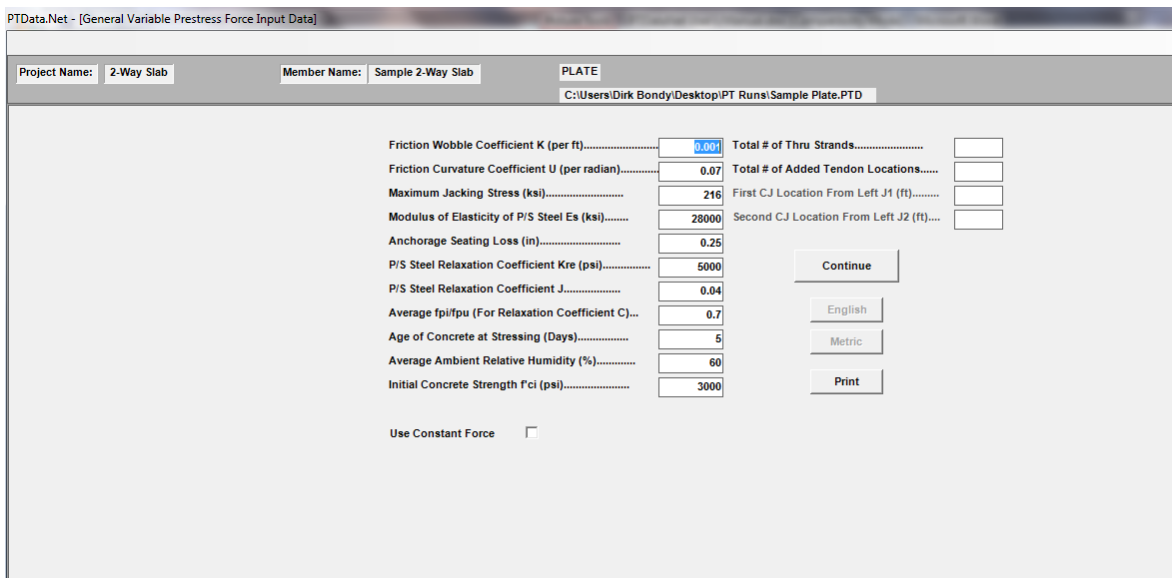 PTData.Net - [General Variable Prestress Force Input Data]
Project Name: 2-Way Slab Member Name: Sample 2-Way Slab PLATE
C:\Users\Dirk Bondy\Desktop\PT Runs\Sample Plate.PTD
Friction Wobble Coefficient K (per ft)......................... 0.001 Total # of Thru Strands.......................
Friction Curvature Coefficient U (per radian)............. 0.07 Total # of Added Tendon Locations......
Maximum Jacking Stress (ksi)....................................... 216 First CJ Location From Left J1 (ft).........
Modulus of Elasticity of P/S Steel Es (ksi)........ 28000 Second CJ Location From Left J2 (ft)....
Anchorage Seating Loss (in)........................... 0.25
P/S Steel Relaxation Coefficient Kre (psi)................ 5000 Continue
P/S Steel Relaxation Coefficient J................... 0.04
Average fpi/fpu (For Relaxation Coefficient C)... 0.7 English
Age of Concrete at Stressing (Days)................. 5 Metric
Average Ambient Relative Humidity (%)............. 60
Initial Concrete Strength f'ci (psi)...................... 3000 Print
Use Constant Force